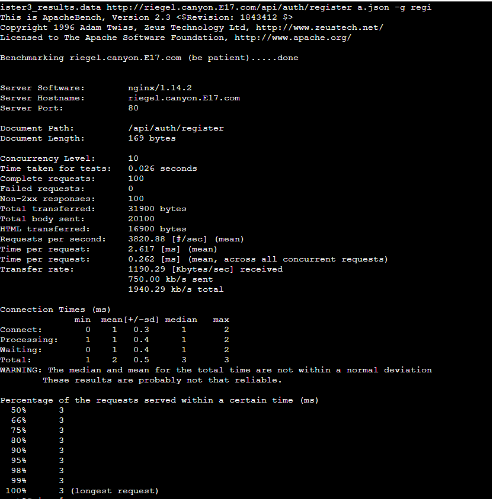 ister3_results.data http://riegel.canyon.E17.com/api/auth/register a.json -g regi
This is ApacheBench, Version 2.3 <$Revision: 1843412 $>
Copyright 1996 Adam Twiss, Zeus Technology Ltd, http://www.zeustech.net/
Licensed to The Apache Software Foundation, http://www.apache.org/
Benchmarking riegel.canyon.E17.com (be patient).....done
Server Software: nginx/1.14.2
Server Hostname: riegel.canyon.E17.com
Server Port: 80
Document Path: /api/auth/register
Document Length: 169 bytes
Concurrency Level: 10
Time taken for tests: 0.026 seconds
Complete requests: 100
Failed requests: 0
Non-2xx responses: 100
Total transferred: 31900 bytes
Total body sent: 20100
HTML transferred: 16900 bytes
Requests per second: 3820.88 [#/sec] (mean)
Time per request: 2.617 [ms] (mean)
Time per request: 0.262 [ms] (mean, across all concurrent requests)
Transfer rate: 1190.29 [Kbytes/sec] received
750.00 kb/s sent
1940.29 kb/s total
Connection Times (ms)
min mean[+/-sd] median max
Connect: 0 1 0.3 1 2
Processing: 1 1 0.4 1 2
Waiting: 0 1 0.4 1 2
Total: 1 2 0.5 3 3
WARNING: The median and mean for the total time are not within a normal deviation
These results are probably not that reliable.
Percentage of the requests served within a certain time (ms)
50% 3
66% 3
75% 3
80% 3
90% 3
95% 3
98% 3
99% 3
100% 3 (longest request)